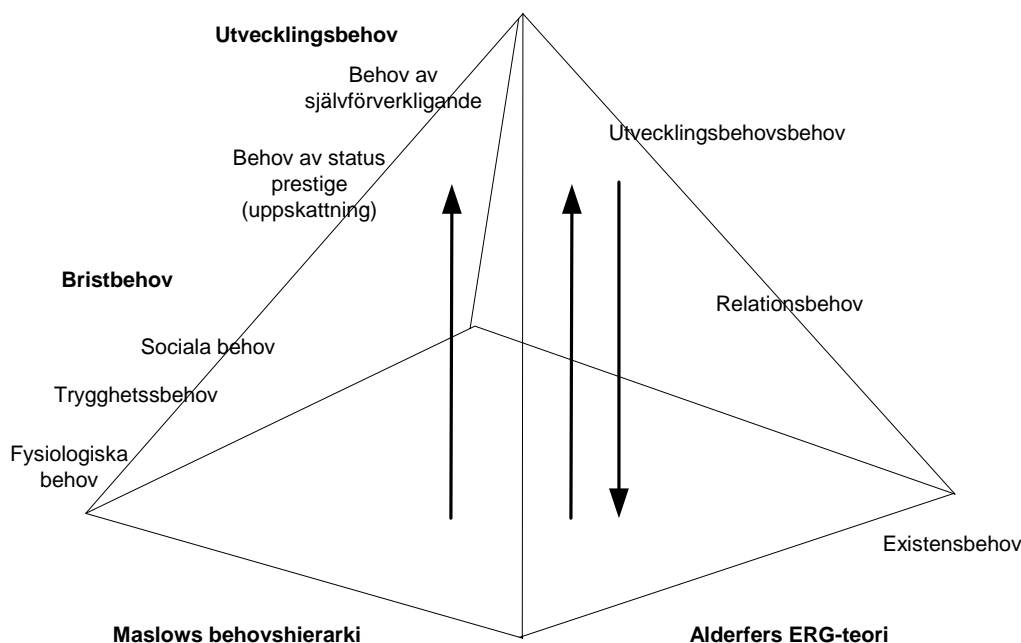 Utvecklingsbehov
Behov av
självförverkligande
Utvecklingsbehovsbehov
Behov av status
prestige
(uppskattning)
Bristbehov
Relationsbehov
Sociala behov
Trygghetssbehov
Fysiologiska
behov
Existensbehov
Maslows behovshierarki
Alderfers ERG-teori